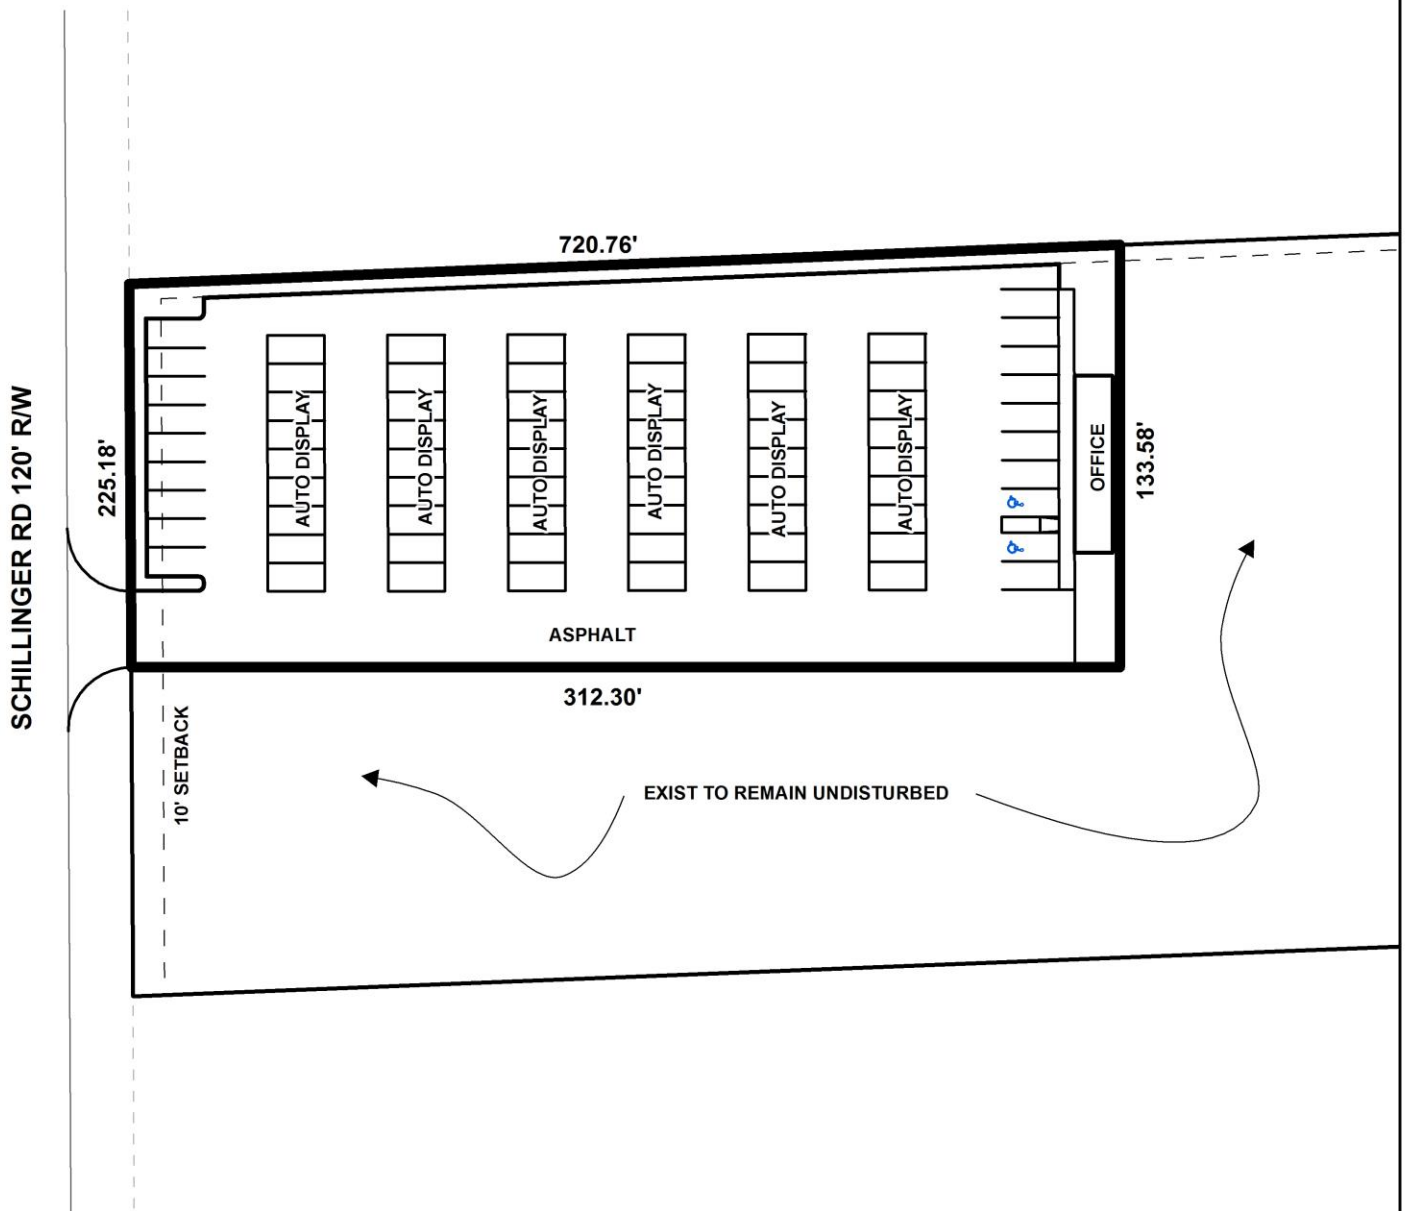 720.76'
SCHILLINGER RD 120' R/W
225.18'
AUTO DISPLAY
AUTO DISPLAY
AUTO DISPLAY
AUTO DISPLAY
AUTO DISPLAY
AUTO DISPLAY
OFFICE
133.58'
ASPHALT
312.30'
10' SETBACK
EXIST TO REMAIN UNDISTURBED